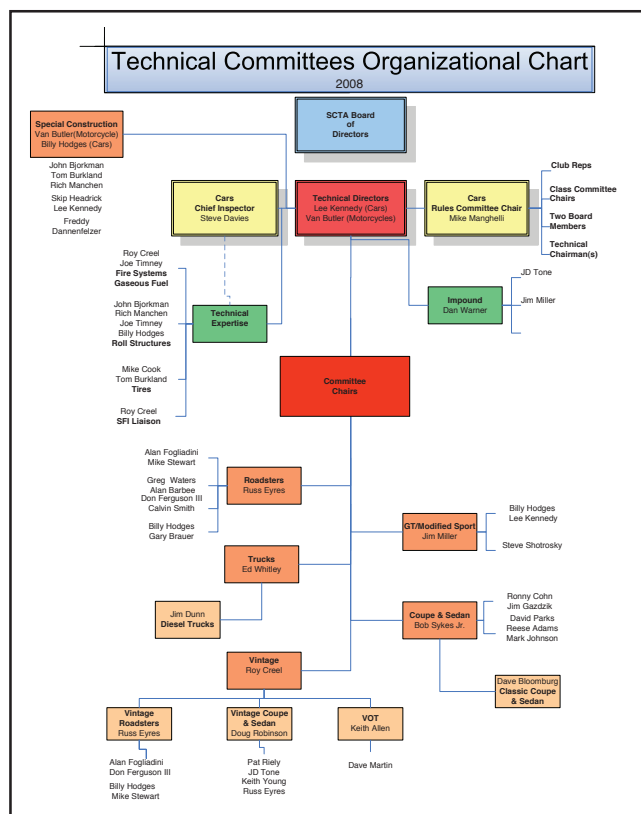 Technical Committees Organizational Chart
2008
SCTA Board
of
Directors
Special Construction
Van Butler(Motorcycle)
Billy Hodges (Cars)
John Bjorkman
Tom Burkland
Rich Manchen
Skip Headrick
Lee Kennedy
Freddy
Dannenfelzer
Cars
Chief Inspector
Steve Davies
Technical Directors
Lee Kennedy (Cars)
Van Butler (Motorcycles)
Cars
Rules Committee Chair
Mike Manghelli
Club Reps
Class Committee
Chairs
Two Board
Members
Technical
Chairman(s)
Roy Creel
Joe Timney
Fire Systems
Gaseous Fuel
John Bjorkman
Rich Manchen
Joe Timney
Billy Hodges
Roll Structures
Mike Cook
Tom Burkland
Tires
Roy Creel
SFI Liaison
Technical
Expertise
Impound
Dan Warner
JD Tone
Jim Miller
Committee
Chairs
Alan Fogliadini
Mike Stewart
Greg Waters
Alan Barbee
Don Ferguson III
Calvin Smith
Billy Hodges
Gary Brauer
Roadsters
Russ Eyres
GT/Modified Sport
Jim Miller
Billy Hodges
Lee Kennedy
Steve Shotrosky
Trucks
Ed Whitley
Jim Dunn
Diesel Trucks
Coupe & Sedan
Bob Sykes Jr.
Ronny Cohn
Jim Gazdzik
David Parks
Reese Adams
Mark Johnson
Dave Bloomburg
Classic Coupe
& Sedan
Vintage
Roy Creel
Vintage
Roadsters
Russ Eyres
Vintage Coupe
& Sedan
Doug Robinson
VOT
Keith Allen
Alan Fogliadini
Don Ferguson III
Billy Hodges
Mike Stewart
Pat Riely
JD Tone
Keith Young
Russ Eyres
Dave Martin